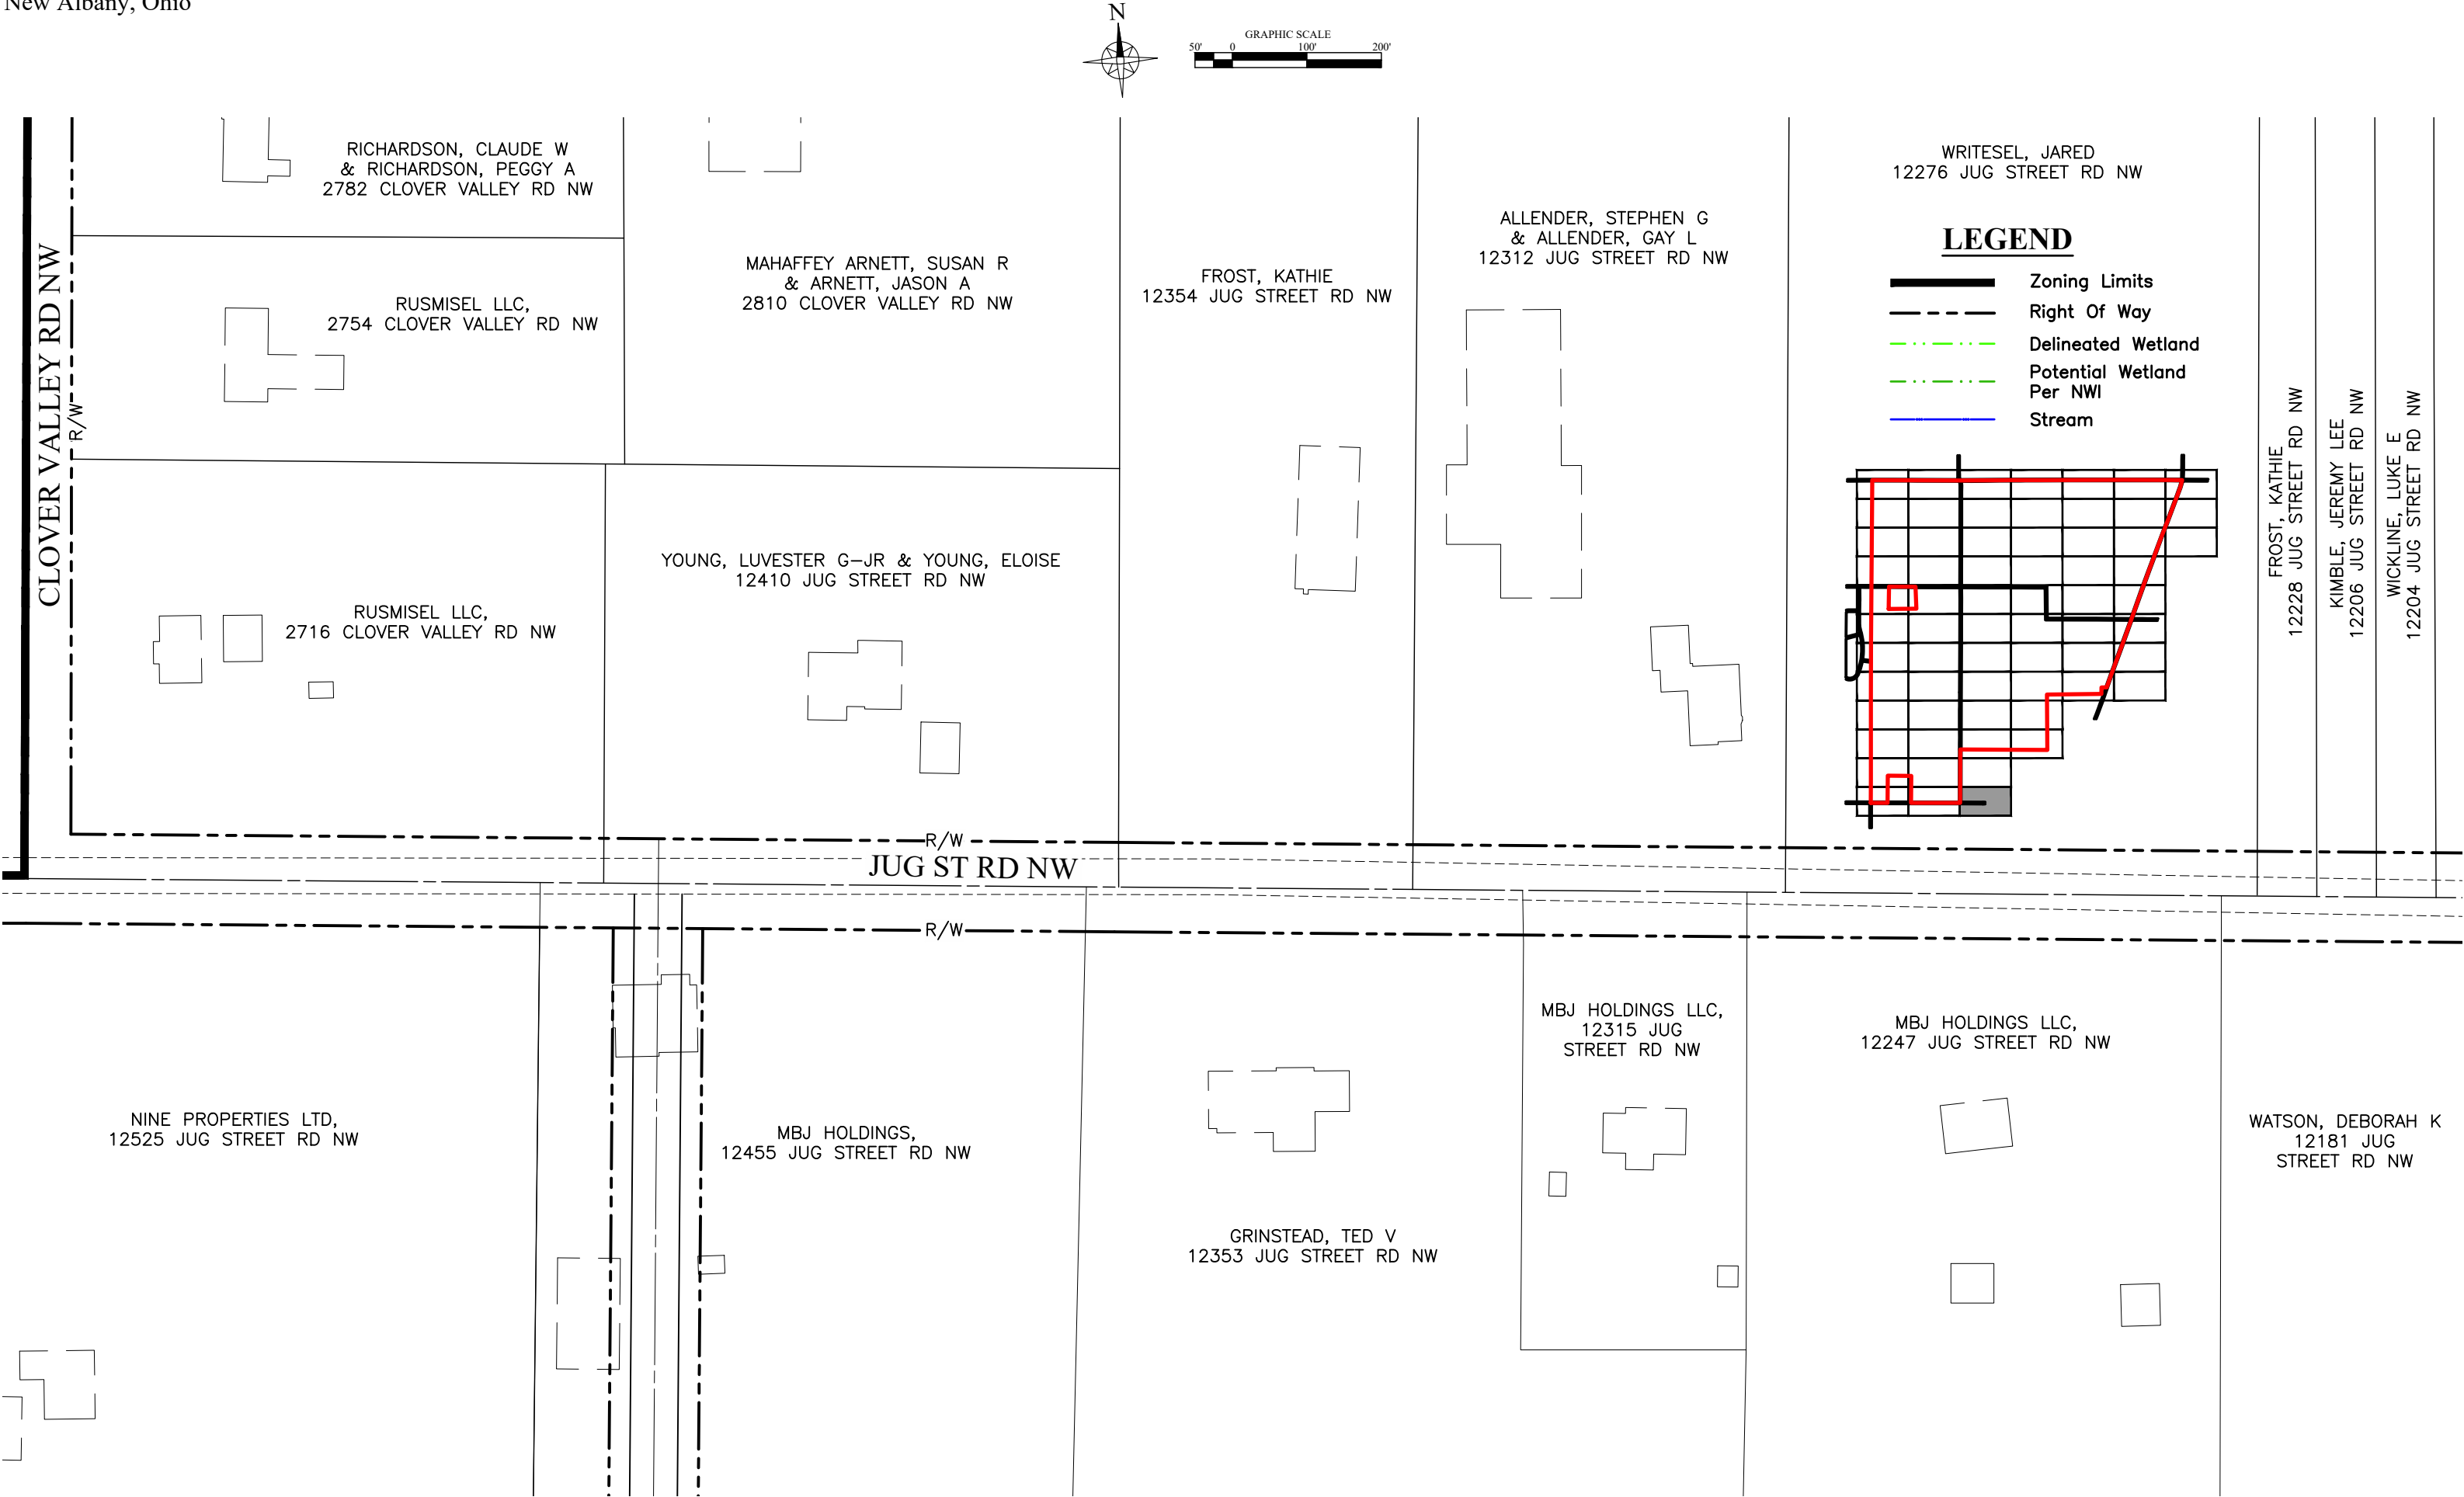 New Albany, Ohio
N
GRAPHIC SCALE
50' 0 100' 200'
RICHARDSON, CLAUDE W
& RICHARDSON, PEGGY A
2782 CLOVER VALLEY RD NW
WRITESEL, JARED
12276 JUG STREET RD NW
ALLENDER, STEPHEN G
& ALLENDER, GAY L
12312 JUG STREET RD NW
MAHAFFEY ARNETT, SUSAN R
& ARNETT, JASON A
2810 CLOVER VALLEY RD NW
FROST, KATHIE
12354 JUG STREET RD NW
RUSMISEL LLC,
2754 CLOVER VALLEY RD NW
LEGEND
Zoning Limits
Right Of Way
Delineated Wetland
Potential Wetland
Per NWI
Stream
CLOVER VALLEY RD NW
R/W
FROST, KATHIE
12228 JUG STREET RD NW
KIMBLE, JEREMY LEE
12206 JUG STREET RD NW
WICKLINE, LUKE E
12204 JUG STREET RD NW
YOUNG, LUVESTER G-JR & YOUNG, ELOISE
12410 JUG STREET RD NW
RUSMISEL LLC,
2716 CLOVER VALLEY RD NW
R/W
JUG ST RD NW
R/W
MBJ HOLDINGS LLC,
12315 JUG
STREET RD NW
MBJ HOLDINGS LLC,
12247 JUG STREET RD NW
NINE PROPERTIES LTD,
12525 JUG STREET RD NW
MBJ HOLDINGS,
12455 JUG STREET RD NW
WATSON, DEBORAH K
12181 JUG
STREET RD NW
GRINSTEAD, TED V
12353 JUG STREET RD NW